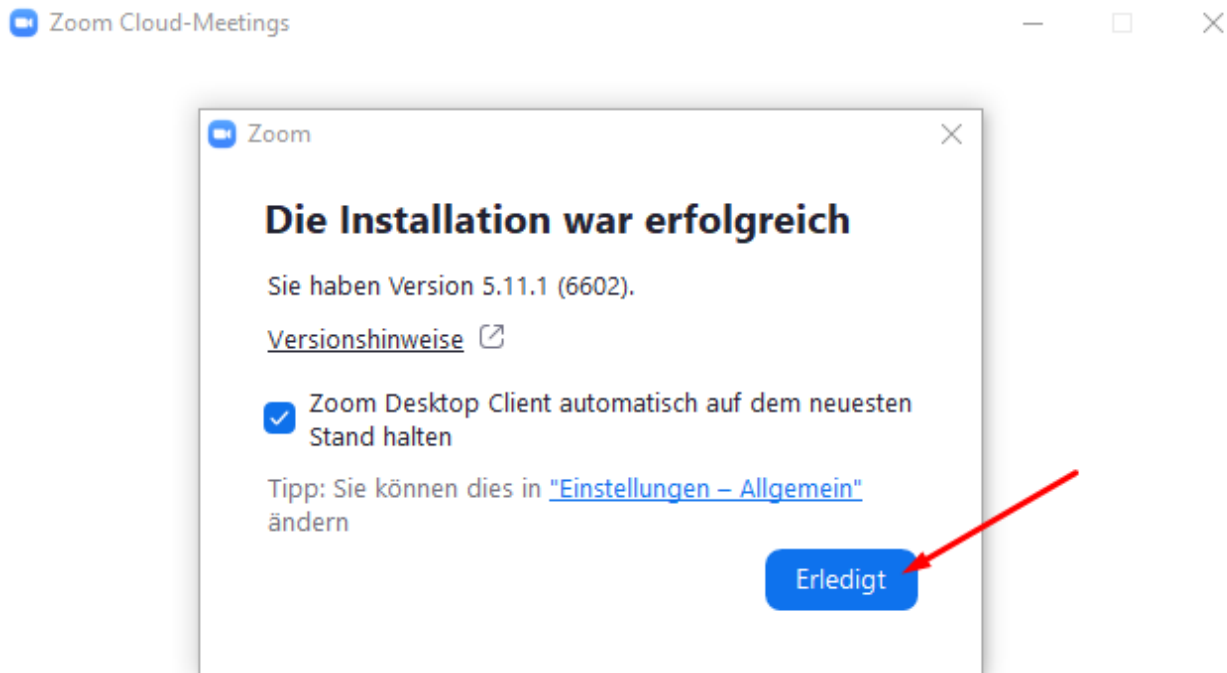 Zoom Cloud-Meetings
Zoom
Die Installation war erfolgreich
Sie haben Version 5.11.1 (6602).
Versionshinweise
Zoom Desktop Client automatisch auf dem neuesten
Stand halten
Tipp: Sie können dies in "Einstellungen – Allgemein"
ändern
Erledigt